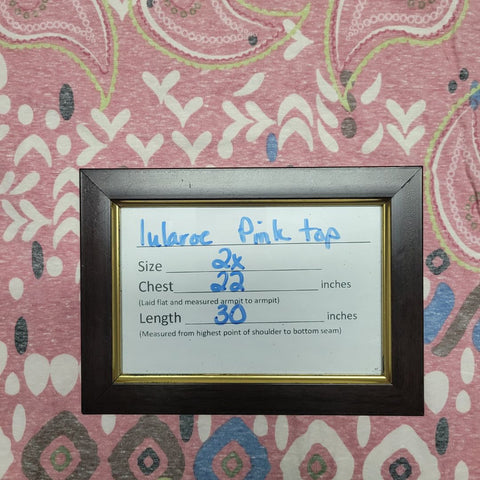 lularoe Pink top
Size 2x
Chest 22 inches
(Laid flat and measured armpit to armpit)
Length 30 inches
(Measured from highest point of shoulder to bottom seam)